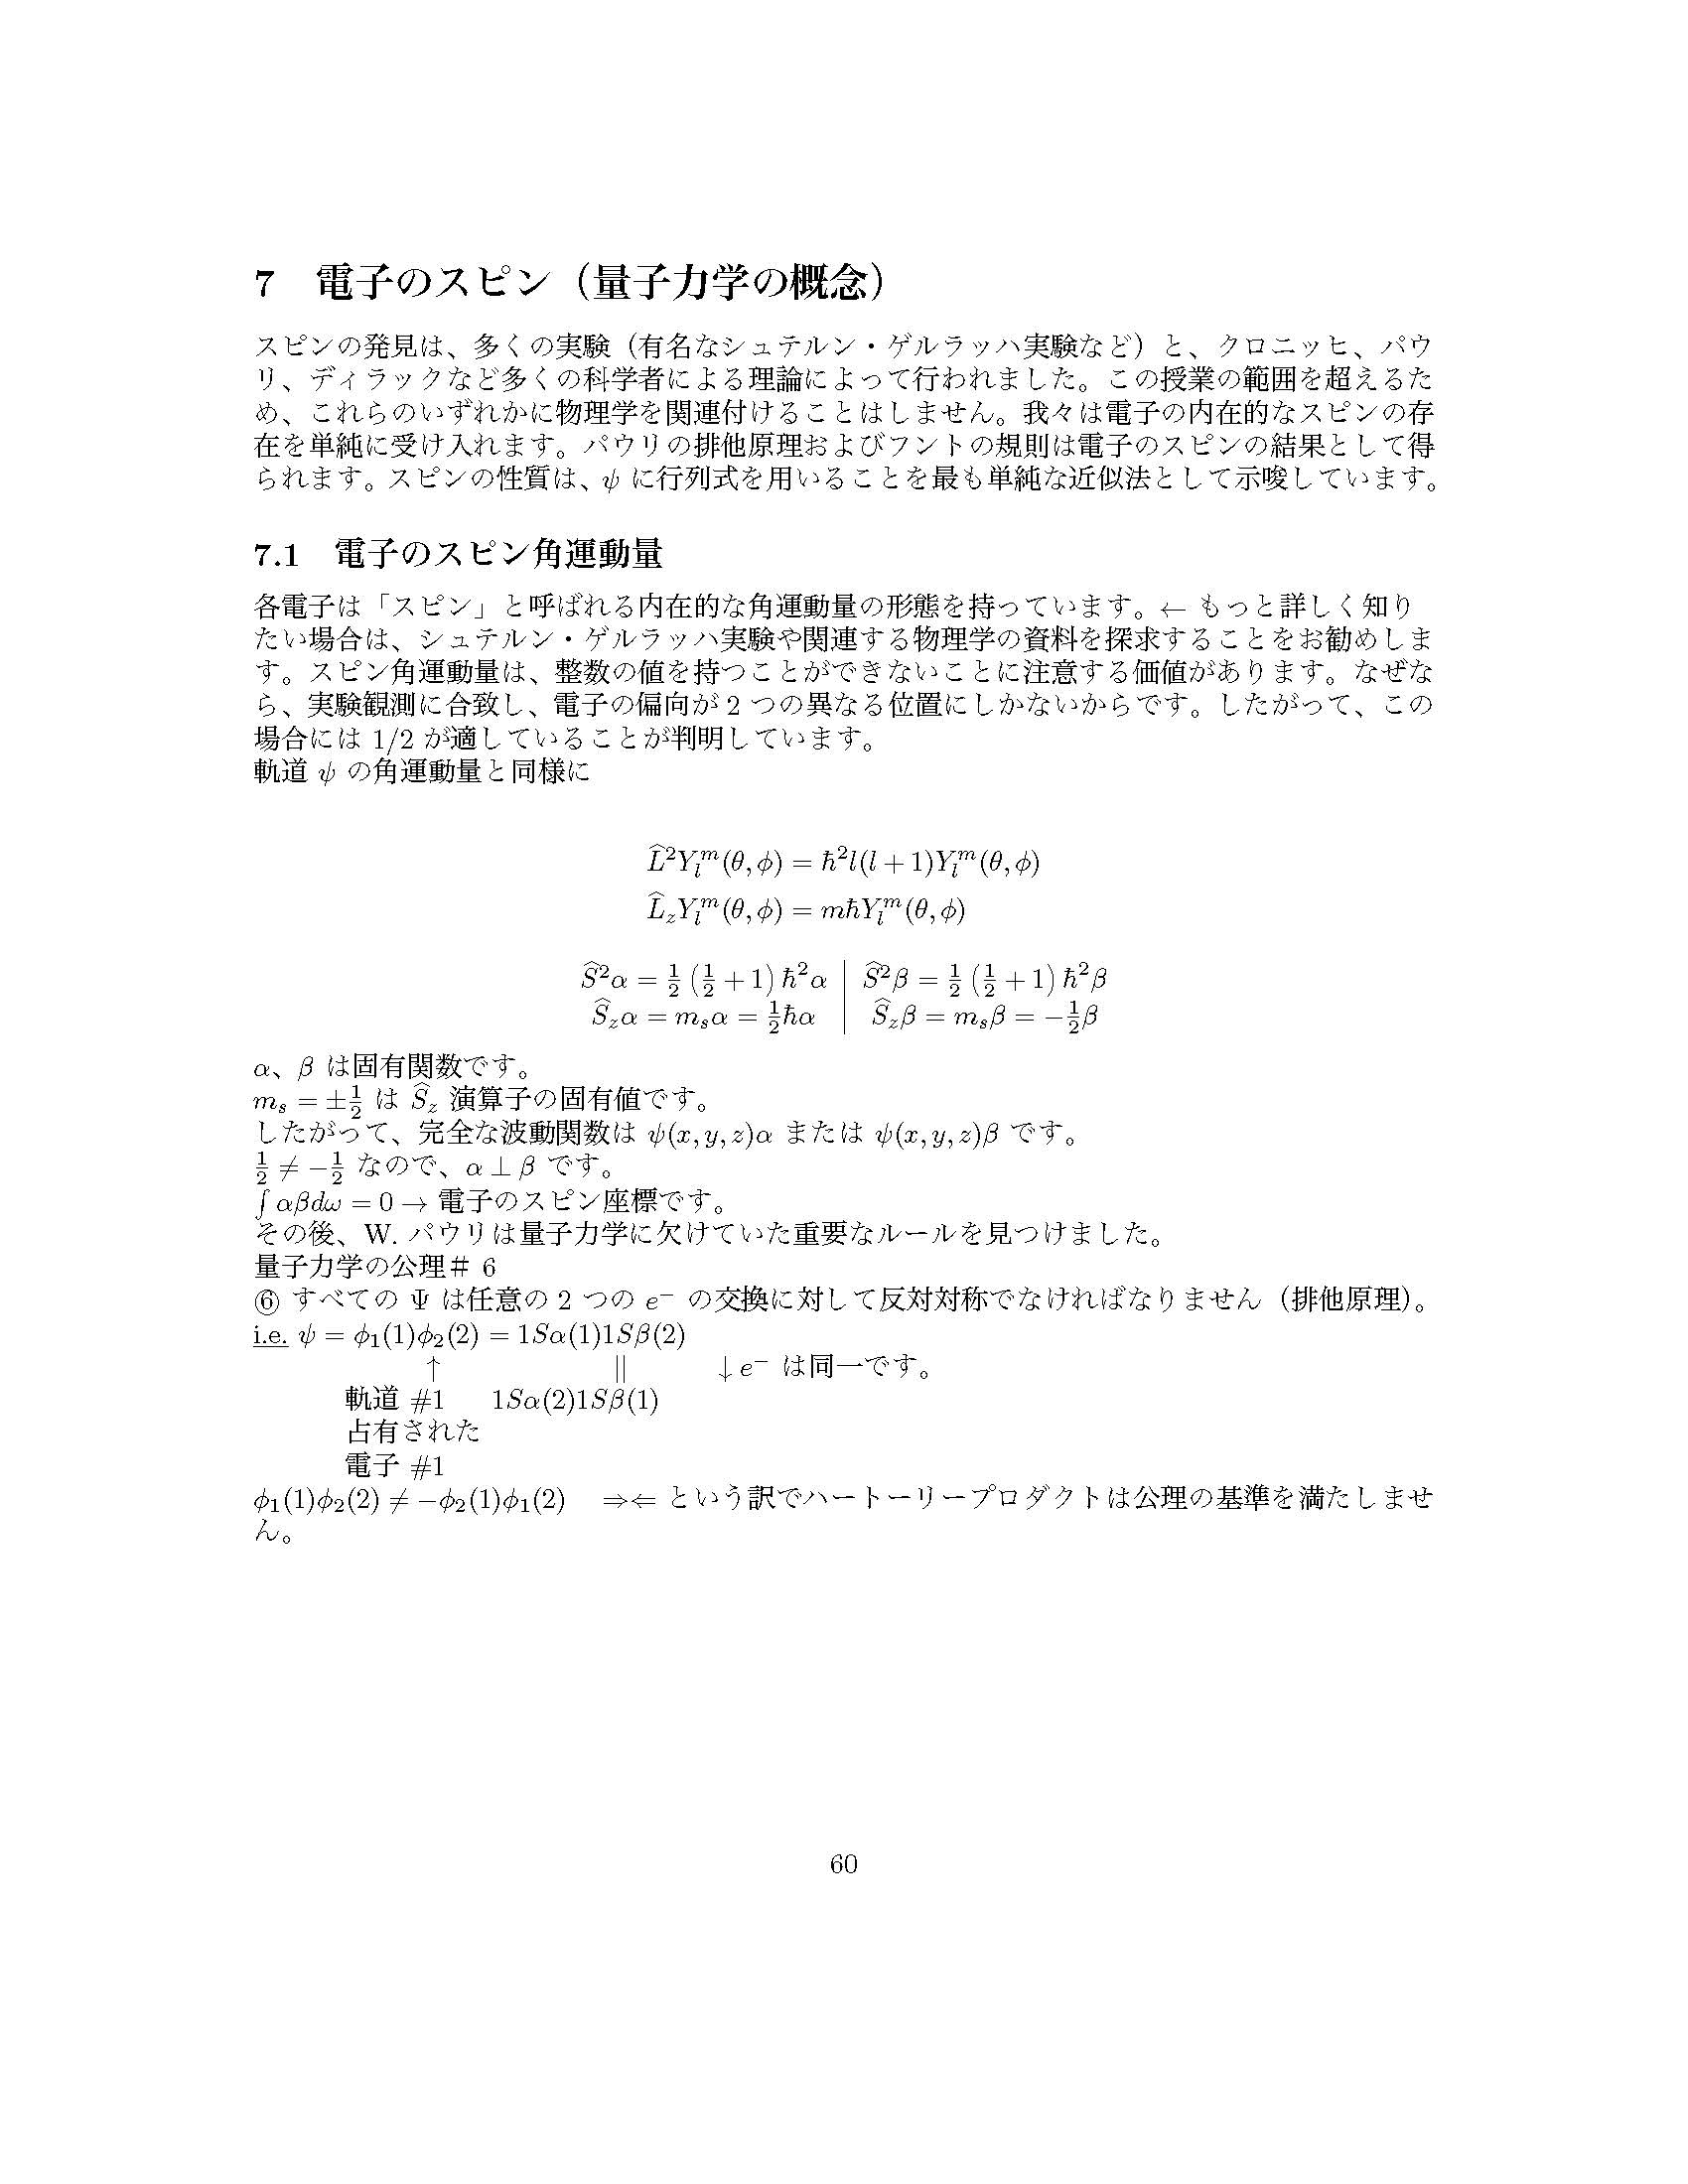 7 電子のスピン（量子力学の概念）
スピンの発見は、多くの実験（有名なシュテルン・ゲルラッハ実験など）と、クロニッヒ、パウ
リ、ディラックなど多くの科学者による理論によって行われました。この授業の範囲を超えるた
め、これらのいずれかに物理学を関連付けることはしません。我々は電子の内在的なスピンの存
在を単純に受け入れます。パウリの排他原理およびフントの規則は電子のスピンの結果として得
られます。スピンの性質は、ψ に行列式を用いることを最も単純な近似法として示唆しています。
7.1 電子のスピン角運動量
各電子は「スピン」と呼ばれる内在的な角運動量の形態を持っています。← もっと詳しく知り
たい場合は、シュテルン・ゲルラッハ実験や関連する物理学の資料を探求することをお勧めしま
す。スピン角運動量は、整数の値を持つことができないことに注意する価値があります。なぜな
ら、実験観測に合致し、電子の偏向が 2 つの異なる位置にしかないからです。したがって、この
場合には 1/2 が適していることが判明しています。
軌道 ψ の角運動量と同様に
$\widehat{L}^2 Y_l^m(\theta,\phi) = \hbar^2 l(l+1) Y_l^m(\theta,\phi)$
$\widehat{L}_z Y_l^m(\theta,\phi) = m\hbar Y_l^m(\theta,\phi)$
$\widehat{S}^2\alpha = \frac{1}{2}\left(\frac{1}{2}+1\right)\hbar^2\alpha$ | $\widehat{S}^2\beta = \frac{1}{2}\left(\frac{1}{2}+1\right)\hbar^2\beta$
$\widehat{S}_z\alpha = m_s\alpha = \frac{1}{2}\hbar\alpha$ | $\widehat{S}_z\beta = m_s\beta = -\frac{1}{2}\beta$
α、β は固有関数です。
$m_s = \pm\frac{1}{2}$ は $\widehat{S}_z$ 演算子の固有値です。
したがって、完全な波動関数は ψ(x, y, z)α または ψ(x, y, z)β です。
$\frac{1}{2} \neq -\frac{1}{2}$ なので、α ⊥ β です。
$\int \alpha\beta d\omega = 0$ → 電子のスピン座標です。
その後、W. パウリは量子力学に欠けていた重要なルールを見つけました。
量子力学の公理＃ 6
⑥ すべての Ψ は任意の 2 つの $e^-$ の交換に対して反対対称でなければなりません（排他原理）。
i.e. $\psi = \phi_1(1)\phi_2(2) = 1S\alpha(1)1S\beta(2)$
↑ || ↓ $e^-$ は同一です。
軌道 #1 $1S\alpha(2)1S\beta(1)$
占有された
電子 #1
$\phi_1(1)\phi_2(2) \neq -\phi_2(1)\phi_1(2)$ ⇒⇐ という訳でハートーリープロダクトは公理の基準を満たしませ
ん。
60